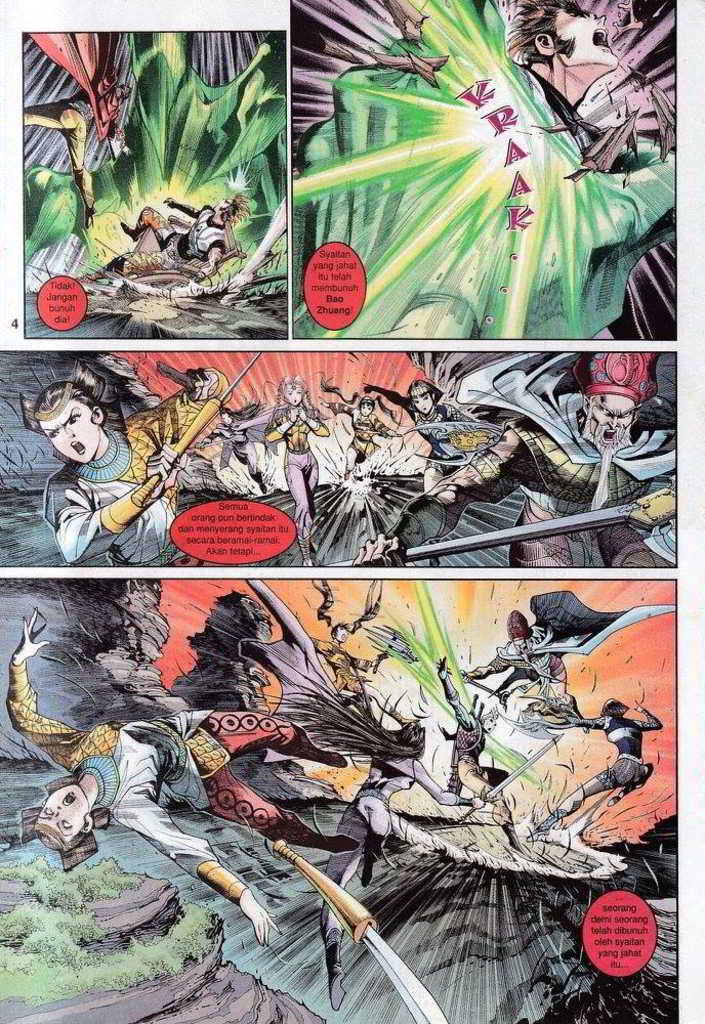 Tidak!
Jangan
bunuh
dia!
KRAAK...
Syaitan
yang jahat
itu telah
membunuh
Bao
Zhuang!
4
Semua
orang pun bertindak
dan menyerang syaitan itu
secara beramai-ramai.
Akan tetapi...
...
seorang
demi seorang
telah dibunuh
oleh syaitan
yang jahat
itu...